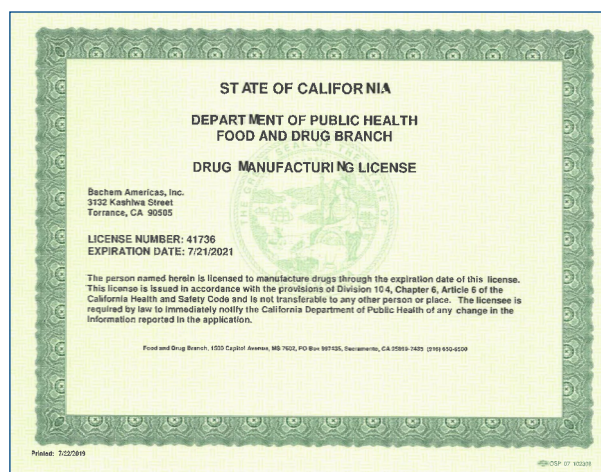 STATE OF CALIFORNIA
DEPARTMENT OF PUBLIC HEALTH
FOOD AND DRUG BRANCH
DRUG MANUFACTURING LICENSE
Bachem Americas, Inc.
3132 Kashiwa Street
Torrance, CA 90505
LICENSE NUMBER: 41736
EXPIRATION DATE: 7/21/2021
The person named herein is licensed to manufacture drugs through the expiration date of this license.
This license is issued in accordance with the provisions of Division 104, Chapter 6, Article 6 of the
California Health and Safety Code and is not transferable to any other person or place. The licensee is
required by law to immediately notify the California Department of Public Health of any change in the
information reported in the application.
Food and Drug Branch, 1500 Capitol Avenue, MS 7602, PO Box 997435, Sacramento, CA 95899-7435 (916) 650-6500
Printed: 7/22/2019
OSP 07